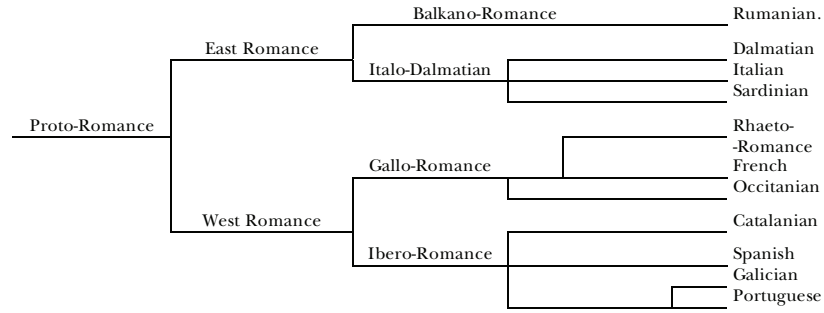 Balkano-Romance Rumanian.
East Romance Dalmatian
Italo-Dalmatian Italian
Sardinian
Proto-Romance Rhaeto-
-Romance
Gallo-Romance French
Occitanian
West Romance Catalanian
Ibero-Romance Spanish
Galician
Portuguese